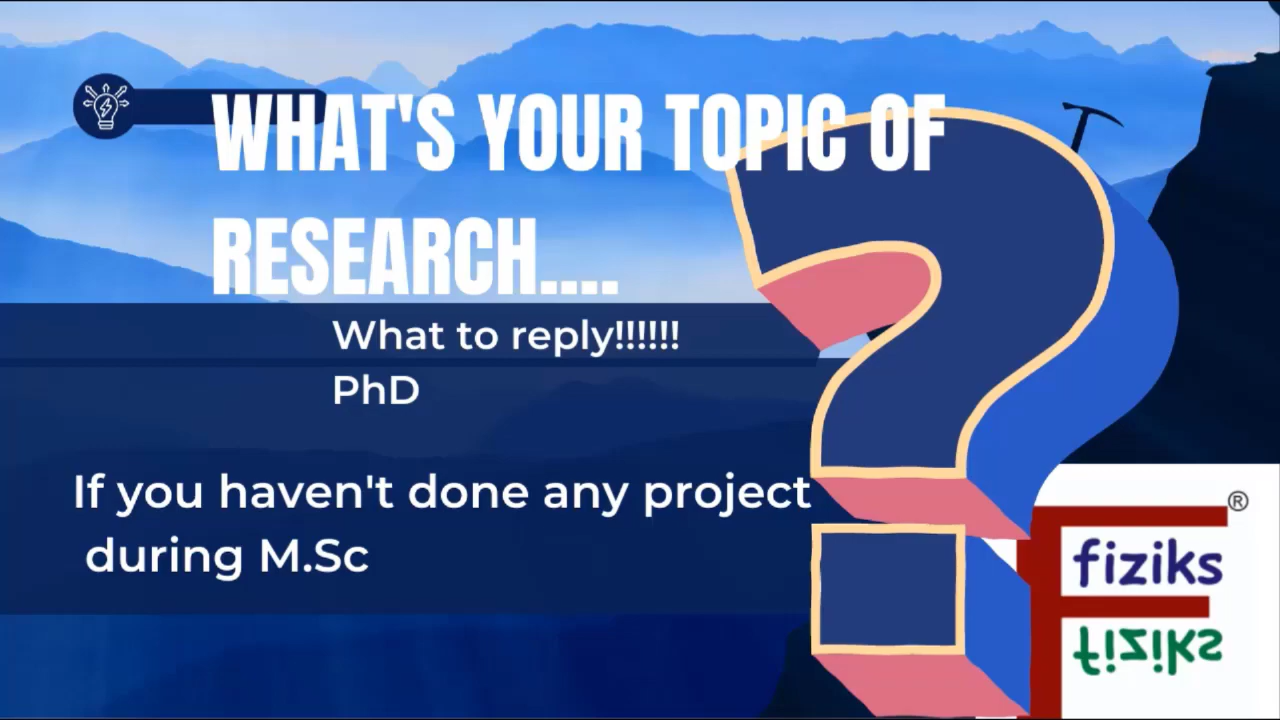 WHAT'S YOUR TOPIC OF
RESEARCH....
What to reply!!!!!!
PhD
If you haven't done any project
during M.Sc
®
fiziks
fiziks